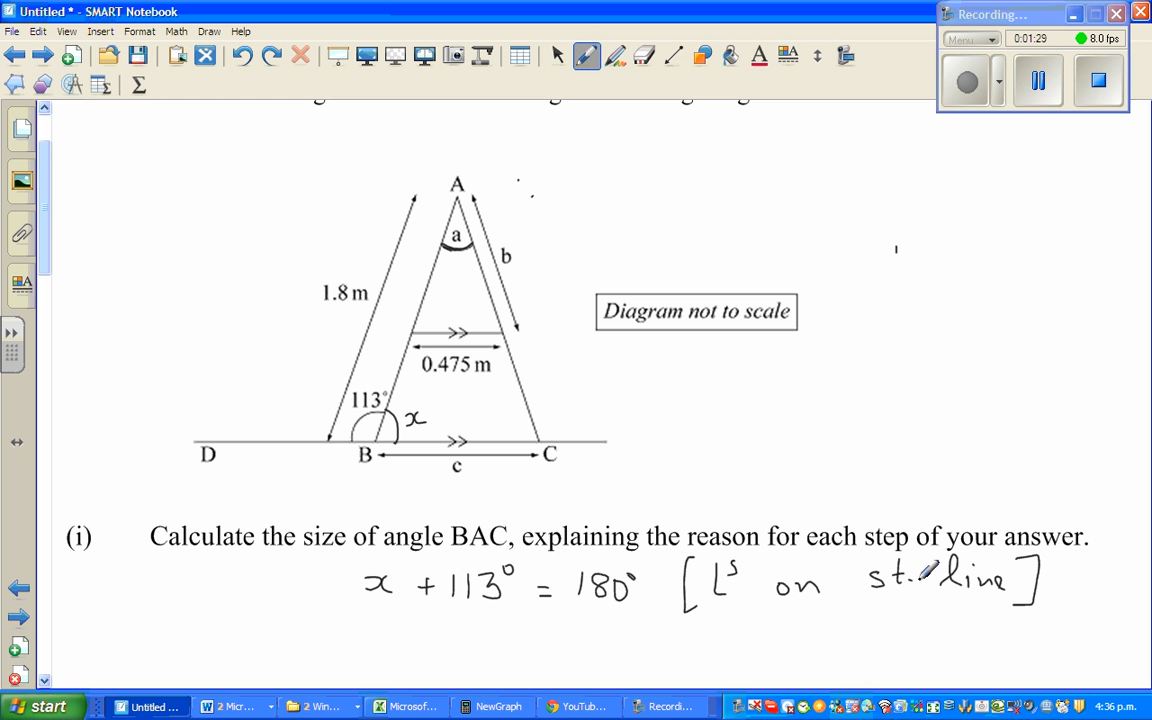 Untitled * - SMART Notebook
Recording...
File Edit View Insert Format Math Draw Help
Menu 0:01:29 8.0 fps
A
a
b
1.8 m
Diagram not to scale
0.475 m
113°
x
D B C
c
(i) Calculate the size of angle BAC, explaining the reason for each step of your answer.
x + 113° = 180° [Ls on st. line]
start Untitled ... 2 Micr... 2 Win... Microsof... NewGraph YouTub... Recordi... 4:36 p.m.